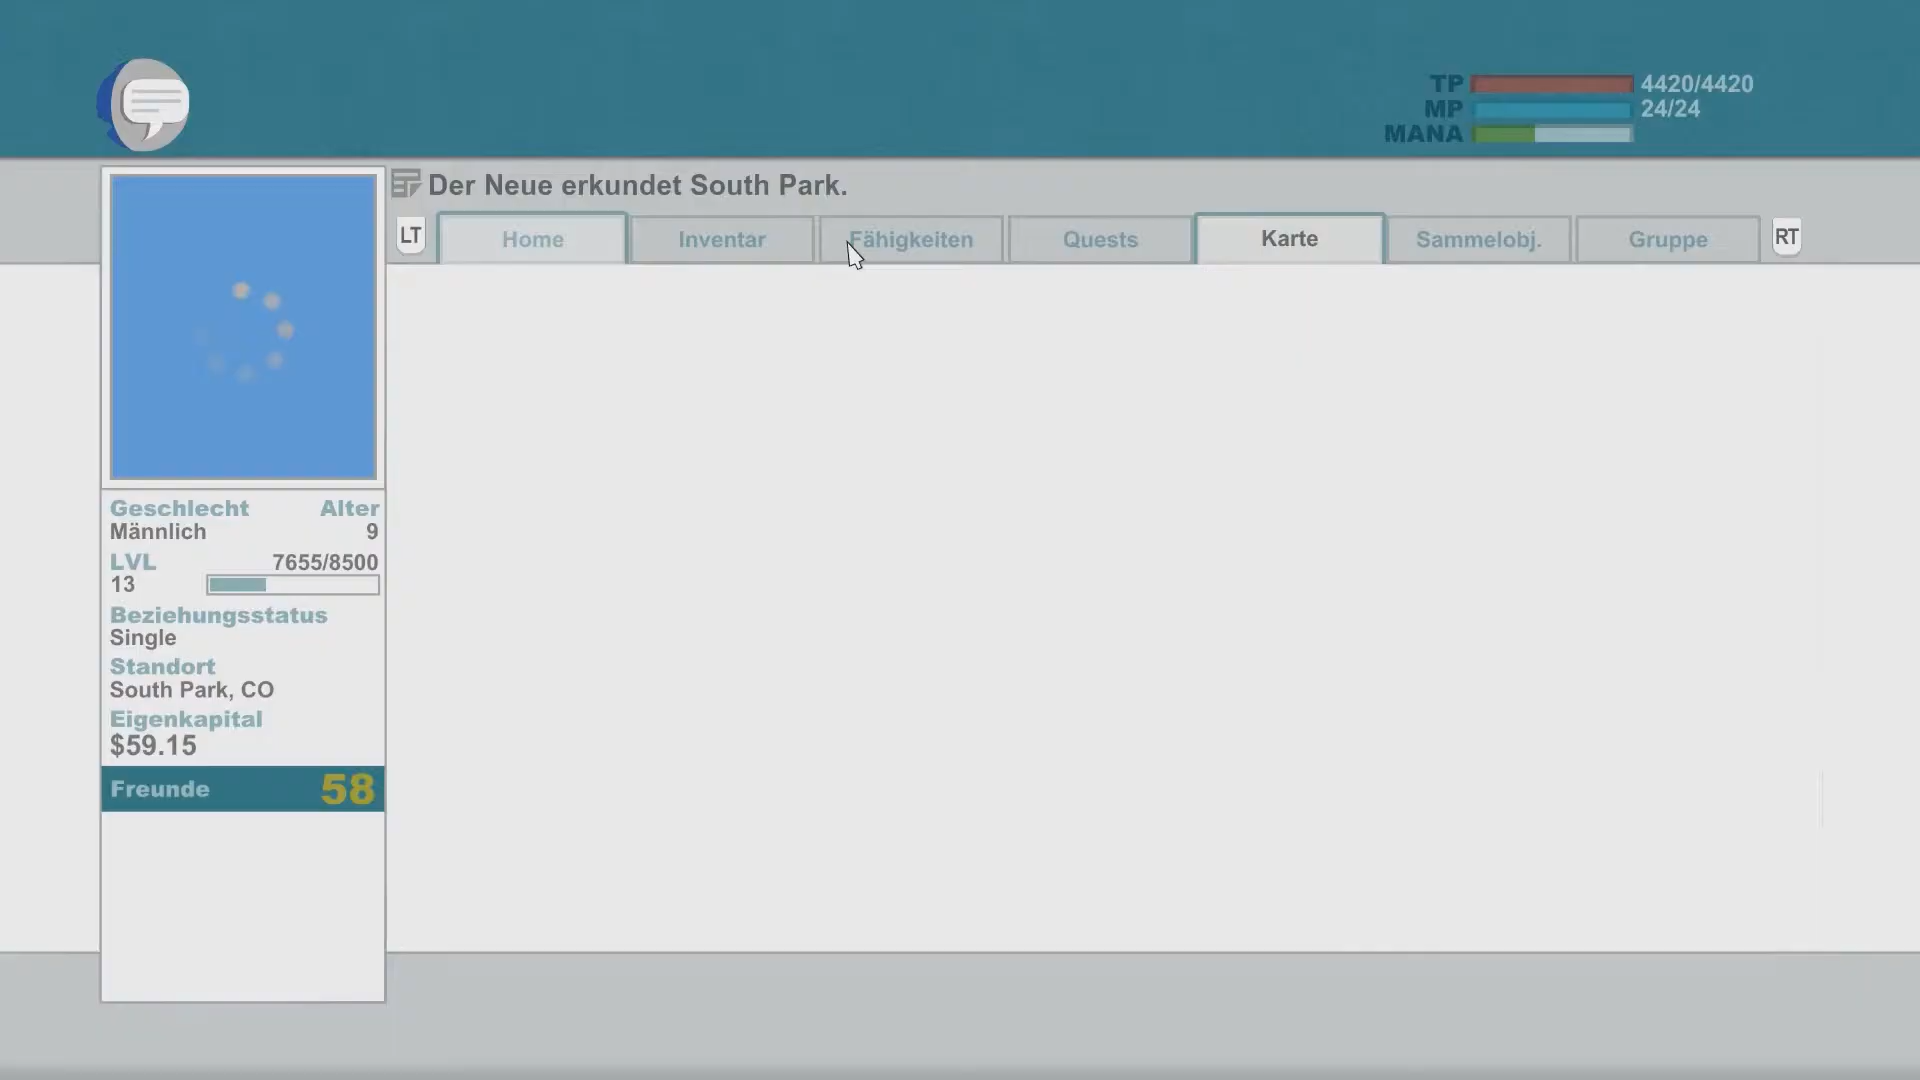 TP 4420/4420
MP 24/24
MANA
Der Neue erkundet South Park.
LT Home Inventar Fähigkeiten Quests Karte Sammelobj. Gruppe RT
Geschlecht Alter
Männlich 9
LVL 7655/8500
13
Beziehungsstatus
Single
Standort
South Park, CO
Eigenkapital
$59.15
Freunde 58